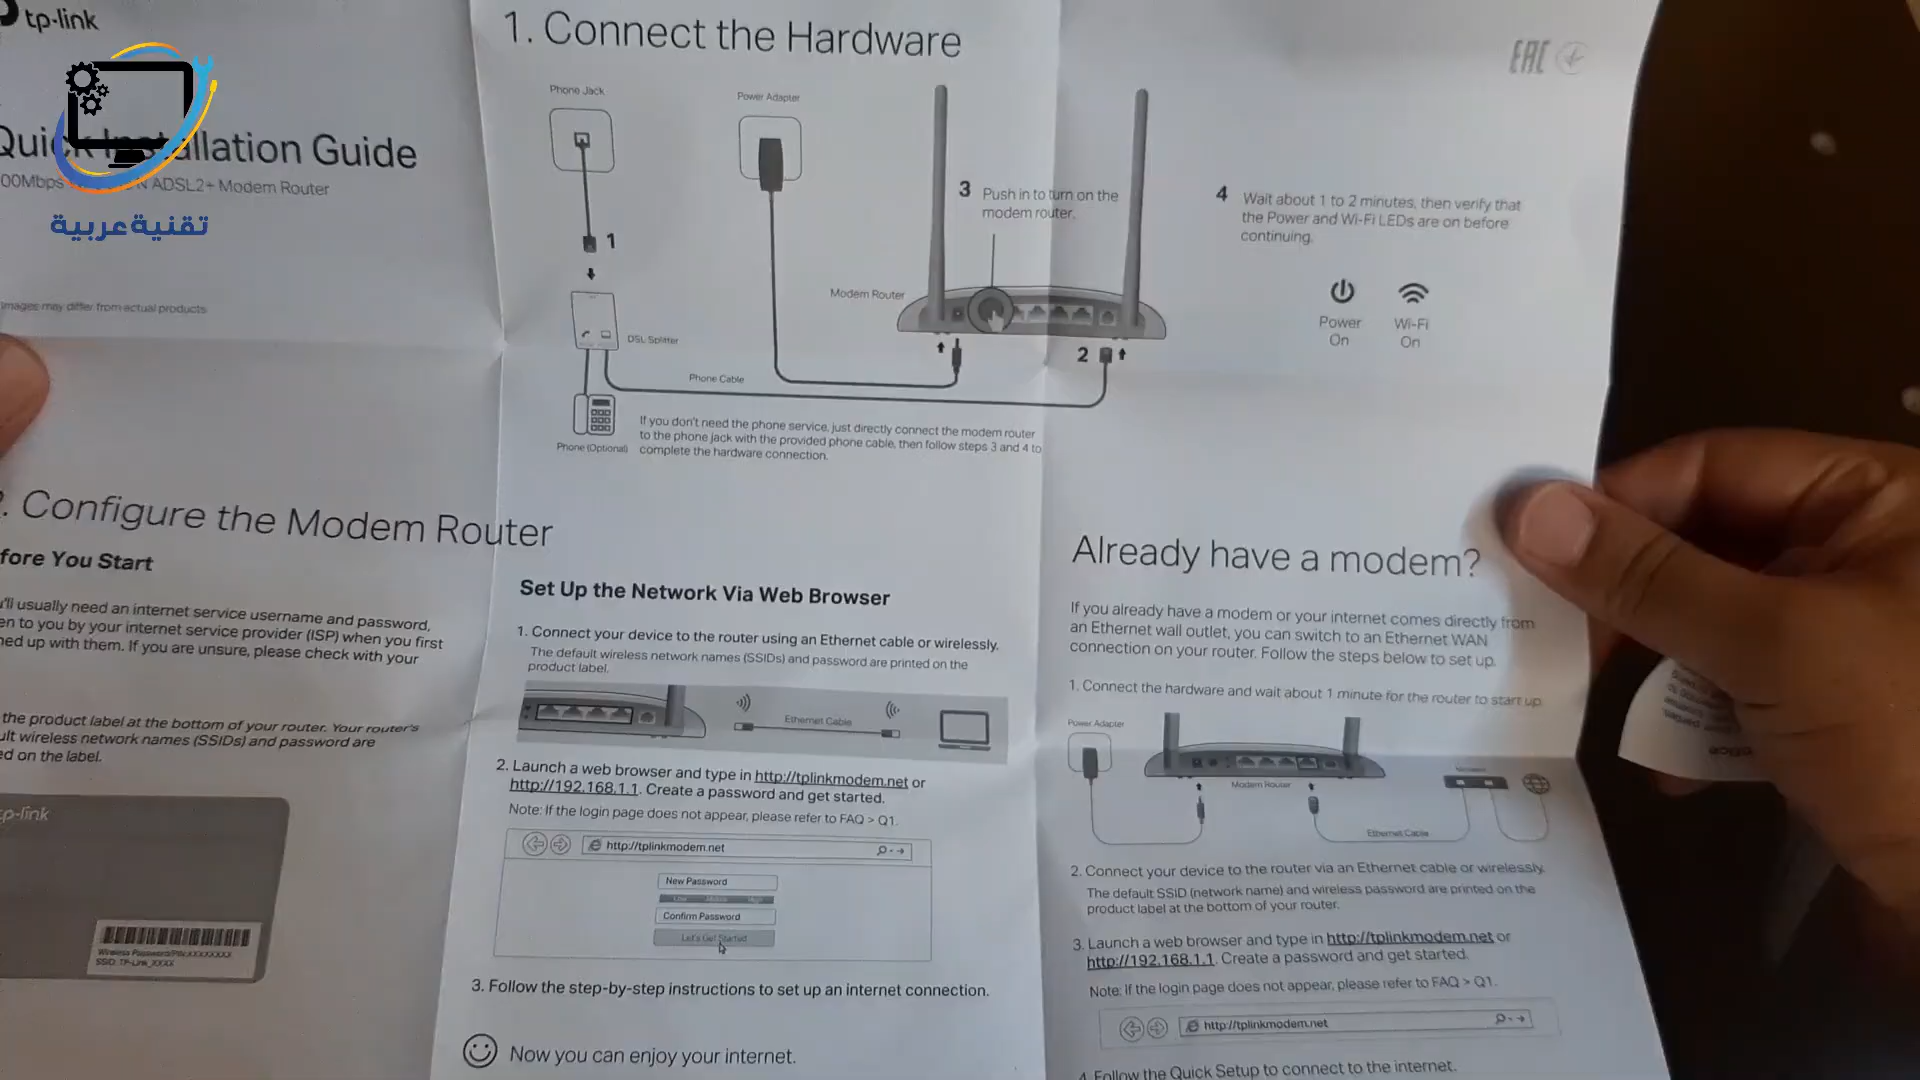 tp-link
Quick Installation Guide
ADSL2+ Modem Router
تقنية عربية
Images may differ from actual products.
1. Connect the Hardware
EAC
Phone Jack
Power Adapter
1
3 Push in to turn on the
modem router.
Modem Router
DSL Splitter
2
Phone Cable
Phone (Optional)
If you don't need the phone service, just directly connect the modem router
to the phone jack with the provided phone cable, then follow steps 3 and 4 to
complete the hardware connection.
4 Wait about 1 to 2 minutes, then verify that
the Power and Wi-Fi LEDs are on before
continuing.
Power
On
Wi-Fi
On
. Configure the Modem Router
fore You Start
'll usually need an internet service username and password,
en to you by your internet service provider (ISP) when you first
ned up with them. If you are unsure, please check with your
the product label at the bottom of your router. Your router's
ult wireless network names (SSIDs) and password are
ed on the label.
tp-link
Wireless Password/PIN:XXXXXXXX
SSID: TP-Link_XXXX
Set Up the Network Via Web Browser
1. Connect your device to the router using an Ethernet cable or wirelessly.
The default wireless network names (SSIDs) and password are printed on the
product label.
Ethernet Cable
2. Launch a web browser and type in http://tplinkmodem.net or
http://192.168.1.1. Create a password and get started.
Note: If the login page does not appear, please refer to FAQ > Q1.
http://tplinkmodem.net
New Password
Low Middle High
Confirm Password
Let's Get Started
3. Follow the step-by-step instructions to set up an internet connection.
Now you can enjoy your internet.
Already have a modem?
If you already have a modem or your internet comes directly from
an Ethernet wall outlet, you can switch to an Ethernet WAN
connection on your router. Follow the steps below to set up.
1. Connect the hardware and wait about 1 minute for the router to start up.
Power Adapter
Modem Router
Ethernet Cable
2. Connect your device to the router via an Ethernet cable or wirelessly.
The default SSID (network name) and wireless password are printed on the
product label at the bottom of your router.
3. Launch a web browser and type in http://tplinkmodem.net or
http://192.168.1.1. Create a password and get started.
Note: If the login page does not appear, please refer to FAQ > Q1.
http://tplinkmodem.net
4. Follow the Quick Setup to connect to the internet.